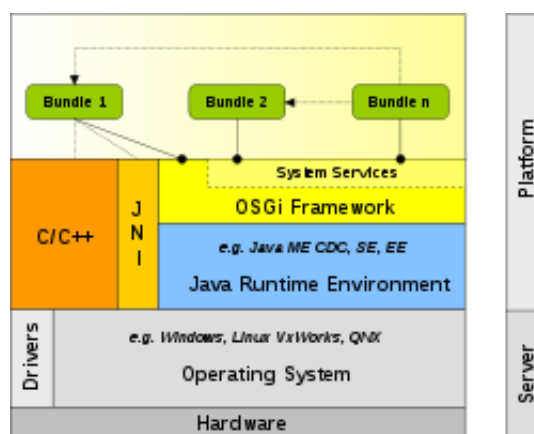 Bundle 1
Bundle 2
Bundle n
System Services
OSGi Framework
C/C++
J
N
I
e.g. Java ME CDC, SE, EE
Java Runtime Environment
Drivers
e.g. Windows, Linux VxWorks, QNX
Operating System
Hardware
Platform
Server